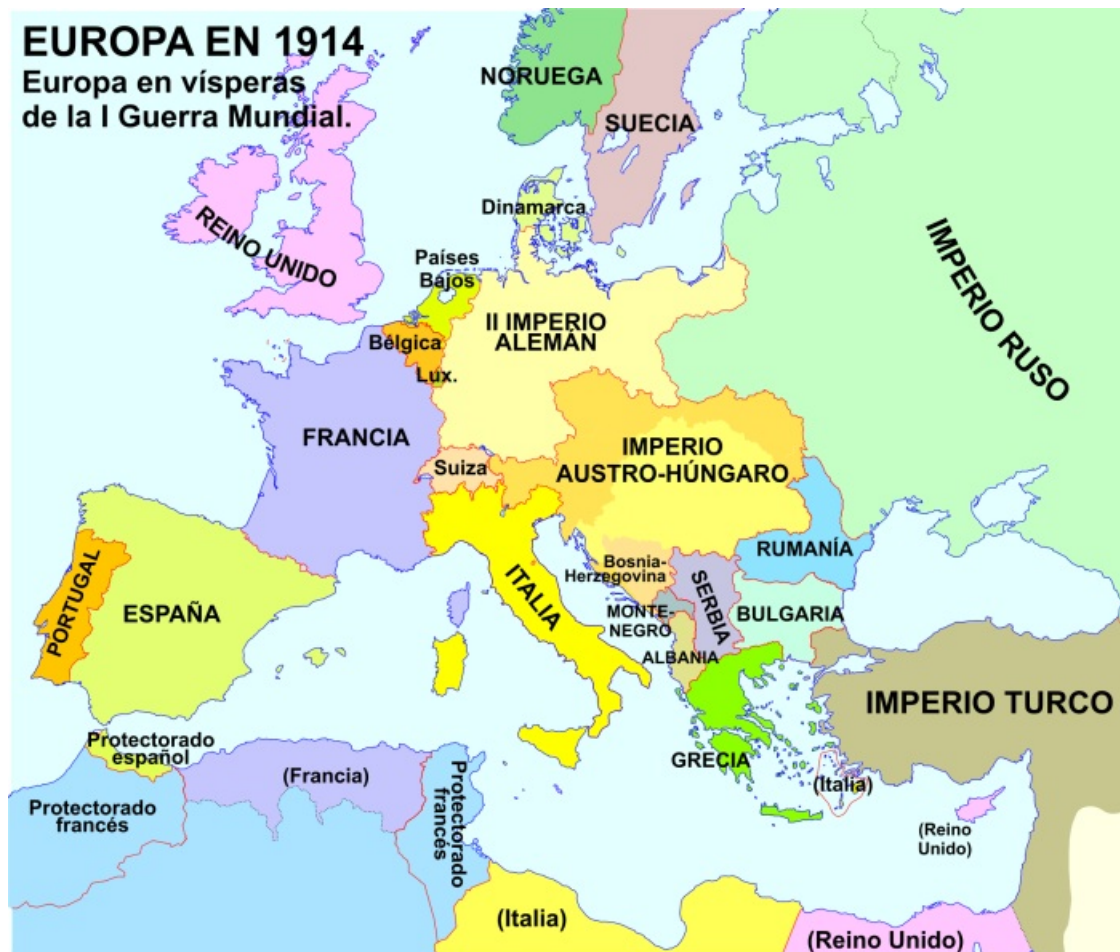 EUROPA EN 1914
Europa en vísperas
de la I Guerra Mundial.
NORUEGA
SUECIA
Dinamarca
REINO UNIDO
Países
Bajos
II IMPERIO
ALEMÁN
IMPERIO RUSO
Bélgica
Lux.
FRANCIA
Suiza
IMPERIO
AUSTRO-HÚNGARO
RUMANÍA
Bosnia-
Herzegovina
SERBIA
MONTE-
NEGRO
BULGARIA
ALBANIA
ITALIA
PORTUGAL
ESPAÑA
IMPERIO TURCO
GRECIA
(Italia)
Protectorado
español
(Francia)
Protectorado
francés
Protectorado
francés
(Reino
Unido)
(Italia)
(Reino Unido)